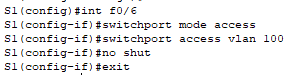 S1(config)#int f0/6
S1(config-if)#switchport mode access
S1(config-if)#switchport access vlan 100
S1(config-if)#no shut
S1(config-if)#exit